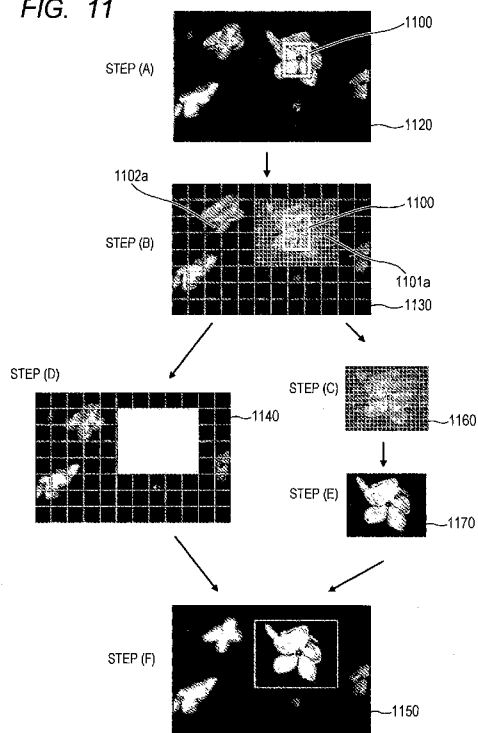 FIG. 11
1100
STEP (A)
1120
1102a
1100
STEP (B)
1101a
1130
STEP (D)
STEP (C)
1140
1160
STEP (E)
1170
STEP (F)
1150